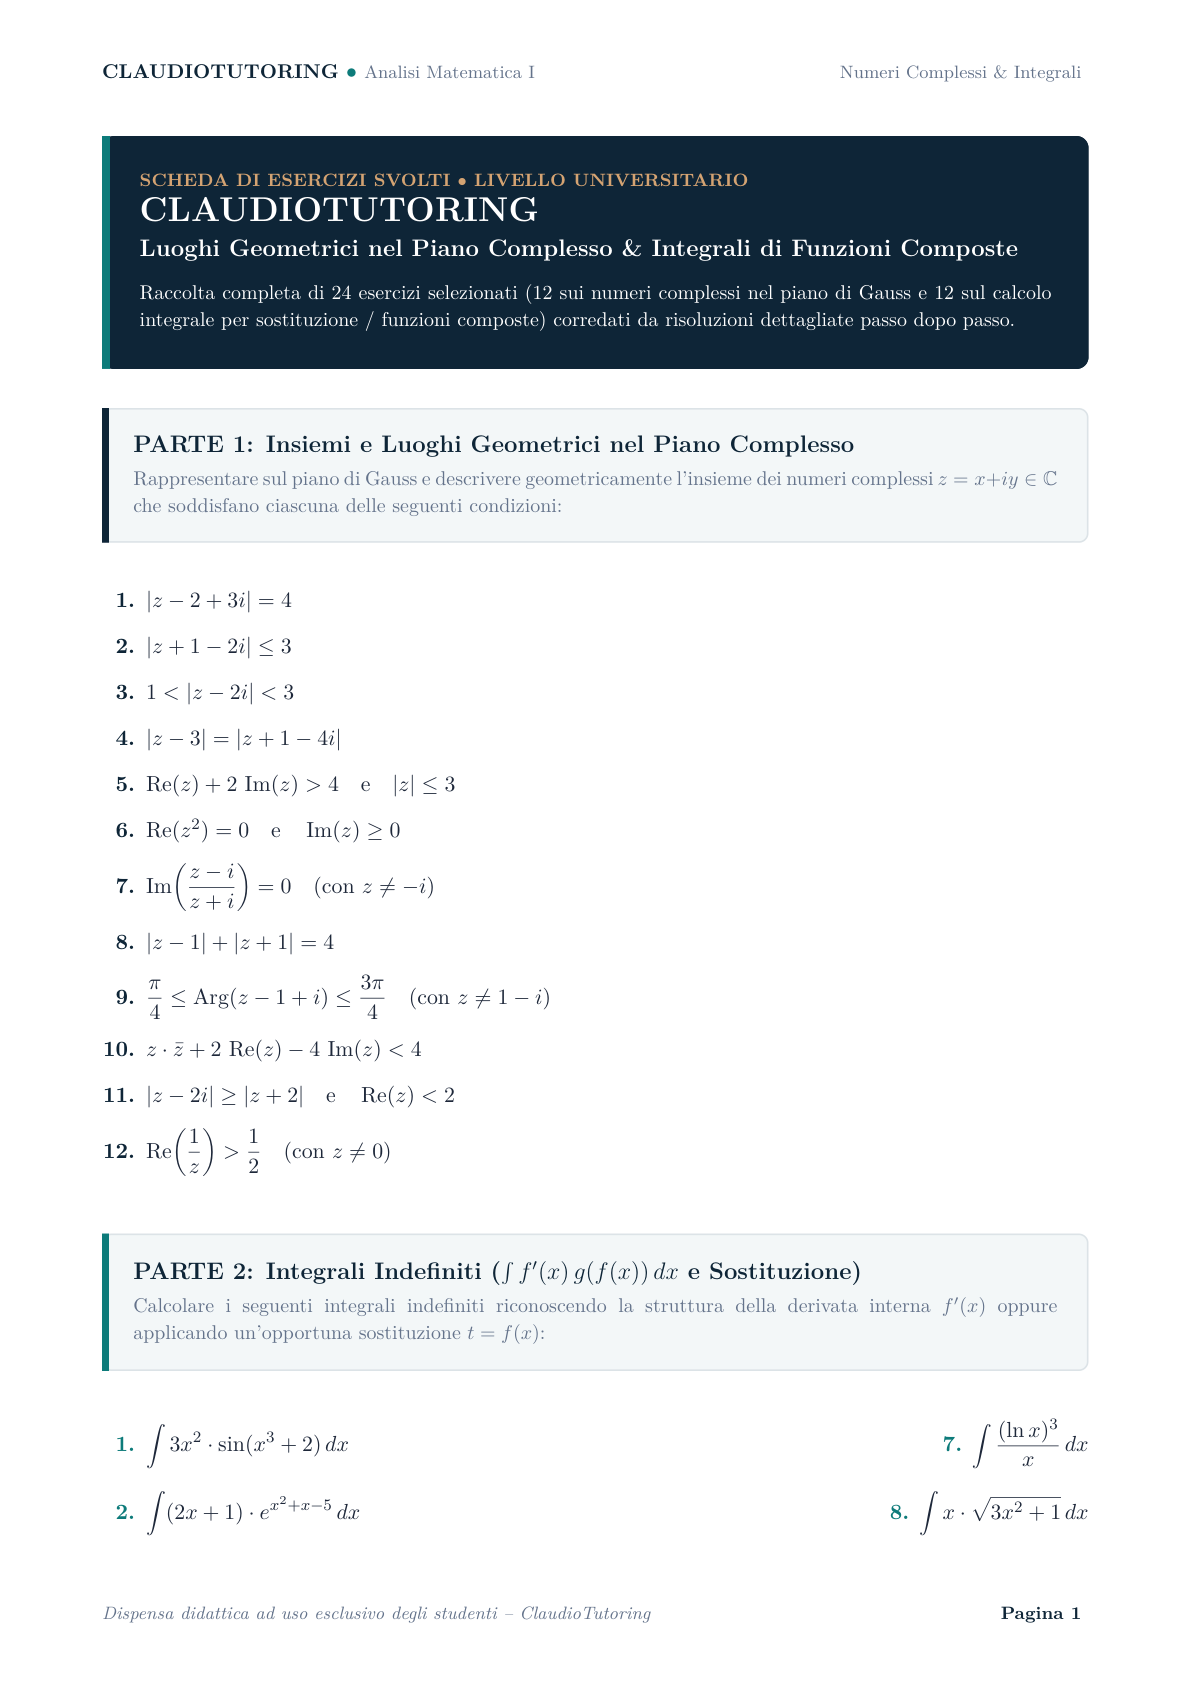 CLAUDIOTUTORING • Analisi Matematica I
Numeri Complessi & Integrali
SCHEDA DI ESERCIZI SVOLTI • LIVELLO UNIVERSITARIO
CLAUDIOTUTORING
Luoghi Geometrici nel Piano Complesso & Integrali di Funzioni Composte
Raccolta completa di 24 esercizi selezionati (12 sui numeri complessi nel piano di Gauss e 12 sul calcolo
integrale per sostituzione / funzioni composte) corredati da risoluzioni dettagliate passo dopo passo.
PARTE 1: Insiemi e Luoghi Geometrici nel Piano Complesso
Rappresentare sul piano di Gauss e descrivere geometricamente l'insieme dei numeri complessi z = x+iy ∈ ℂ
che soddisfano ciascuna delle seguenti condizioni:
1. |z − 2 + 3i| = 4
2. |z + 1 − 2i| ≤ 3
3. 1 < |z − 2i| < 3
4. |z − 3| = |z + 1 − 4i|
5. Re(z) + 2 Im(z) > 4 e |z| ≤ 3
6. Re(z²) = 0 e Im(z) ≥ 0
7. Im((z − i)/(z + i)) = 0 (con z ≠ −i)
8. |z − 1| + |z + 1| = 4
9. π/4 ≤ Arg(z − 1 + i) ≤ 3π/4 (con z ≠ 1 − i)
10. z · z̄ + 2 Re(z) − 4 Im(z) < 4
11. |z − 2i| ≥ |z + 2| e Re(z) < 2
12. Re(1/z) > 1/2 (con z ≠ 0)
PARTE 2: Integrali Indefiniti (∫ f′(x) g(f(x)) dx e Sostituzione)
Calcolare i seguenti integrali indefiniti riconoscendo la struttura della derivata interna f′(x) oppure
applicando un'opportuna sostituzione t = f(x):
1. ∫ 3x² · sin(x³ + 2) dx
2. ∫ (2x + 1) · e^(x²+x−5) dx
7. ∫ (ln x)³/x dx
8. ∫ x · √(3x² + 1) dx
Dispensa didattica ad uso esclusivo degli studenti – ClaudioTutoring
Pagina 1